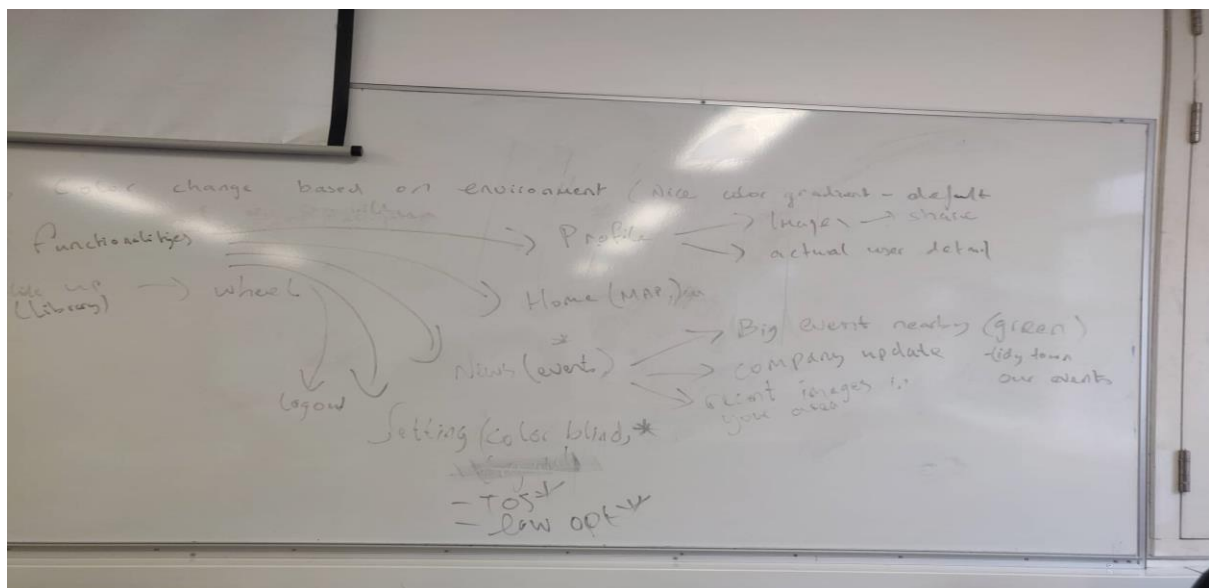 Color change based on environment (Nice color gradient - default
Functionalities
Profile
Images → share
actual user detail
up → wheel
(Library)
Home (MAP,)
News (event*)
Big event nearby (green)
- tidy town
our events
company update
images in
your area
logout
Setting (color blind,*
- TOS*
- law opt*